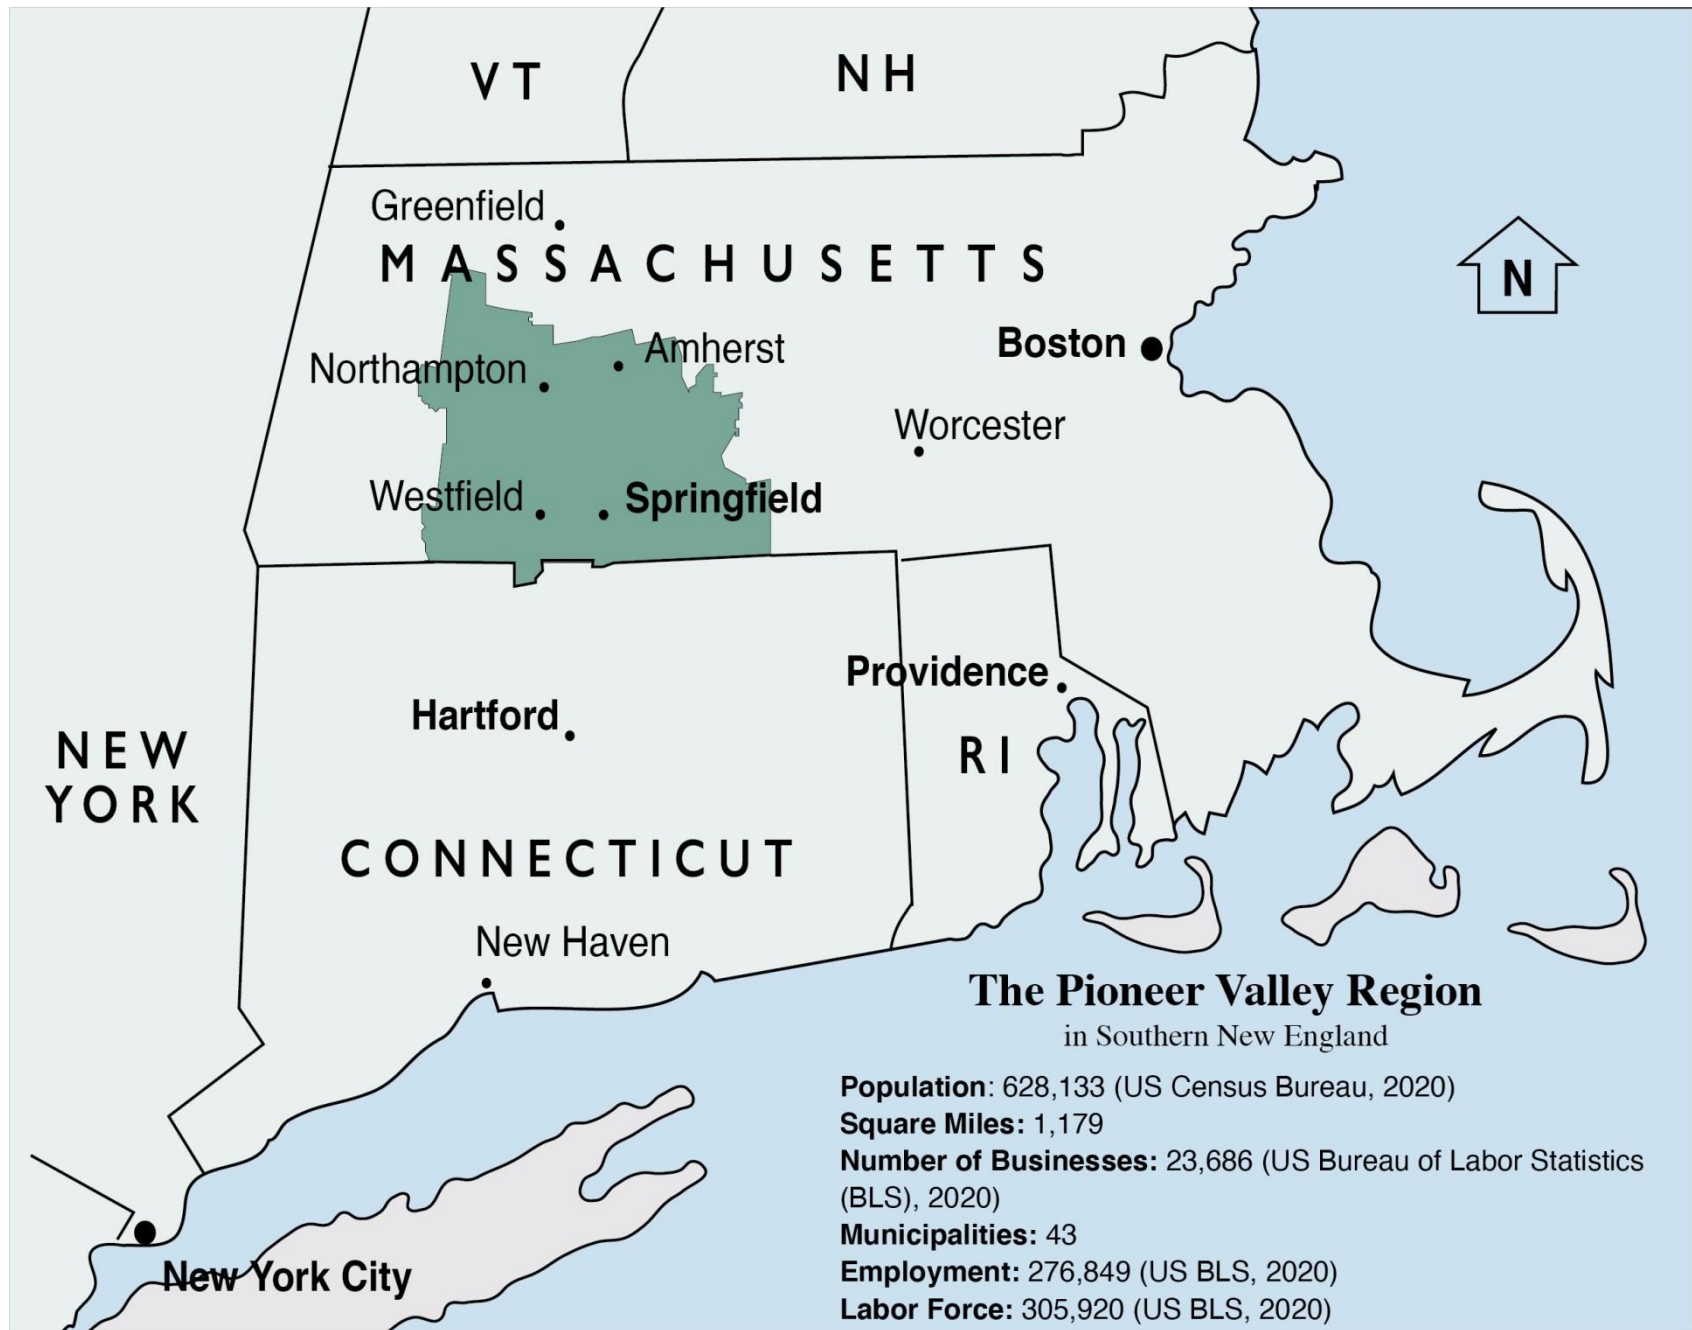 VT
NH
Greenfield
MASSACHUSETTS
N
Boston
Amherst
Northampton
Worcester
Westfield
Springfield
Providence
Hartford
NEW
YORK
RI
CONNECTICUT
New Haven
The Pioneer Valley Region
in Southern New England
Population: 628,133 (US Census Bureau, 2020)
Square Miles: 1,179
Number of Businesses: 23,686 (US Bureau of Labor Statistics
(BLS), 2020)
Municipalities: 43
Employment: 276,849 (US BLS, 2020)
Labor Force: 305,920 (US BLS, 2020)
New York City